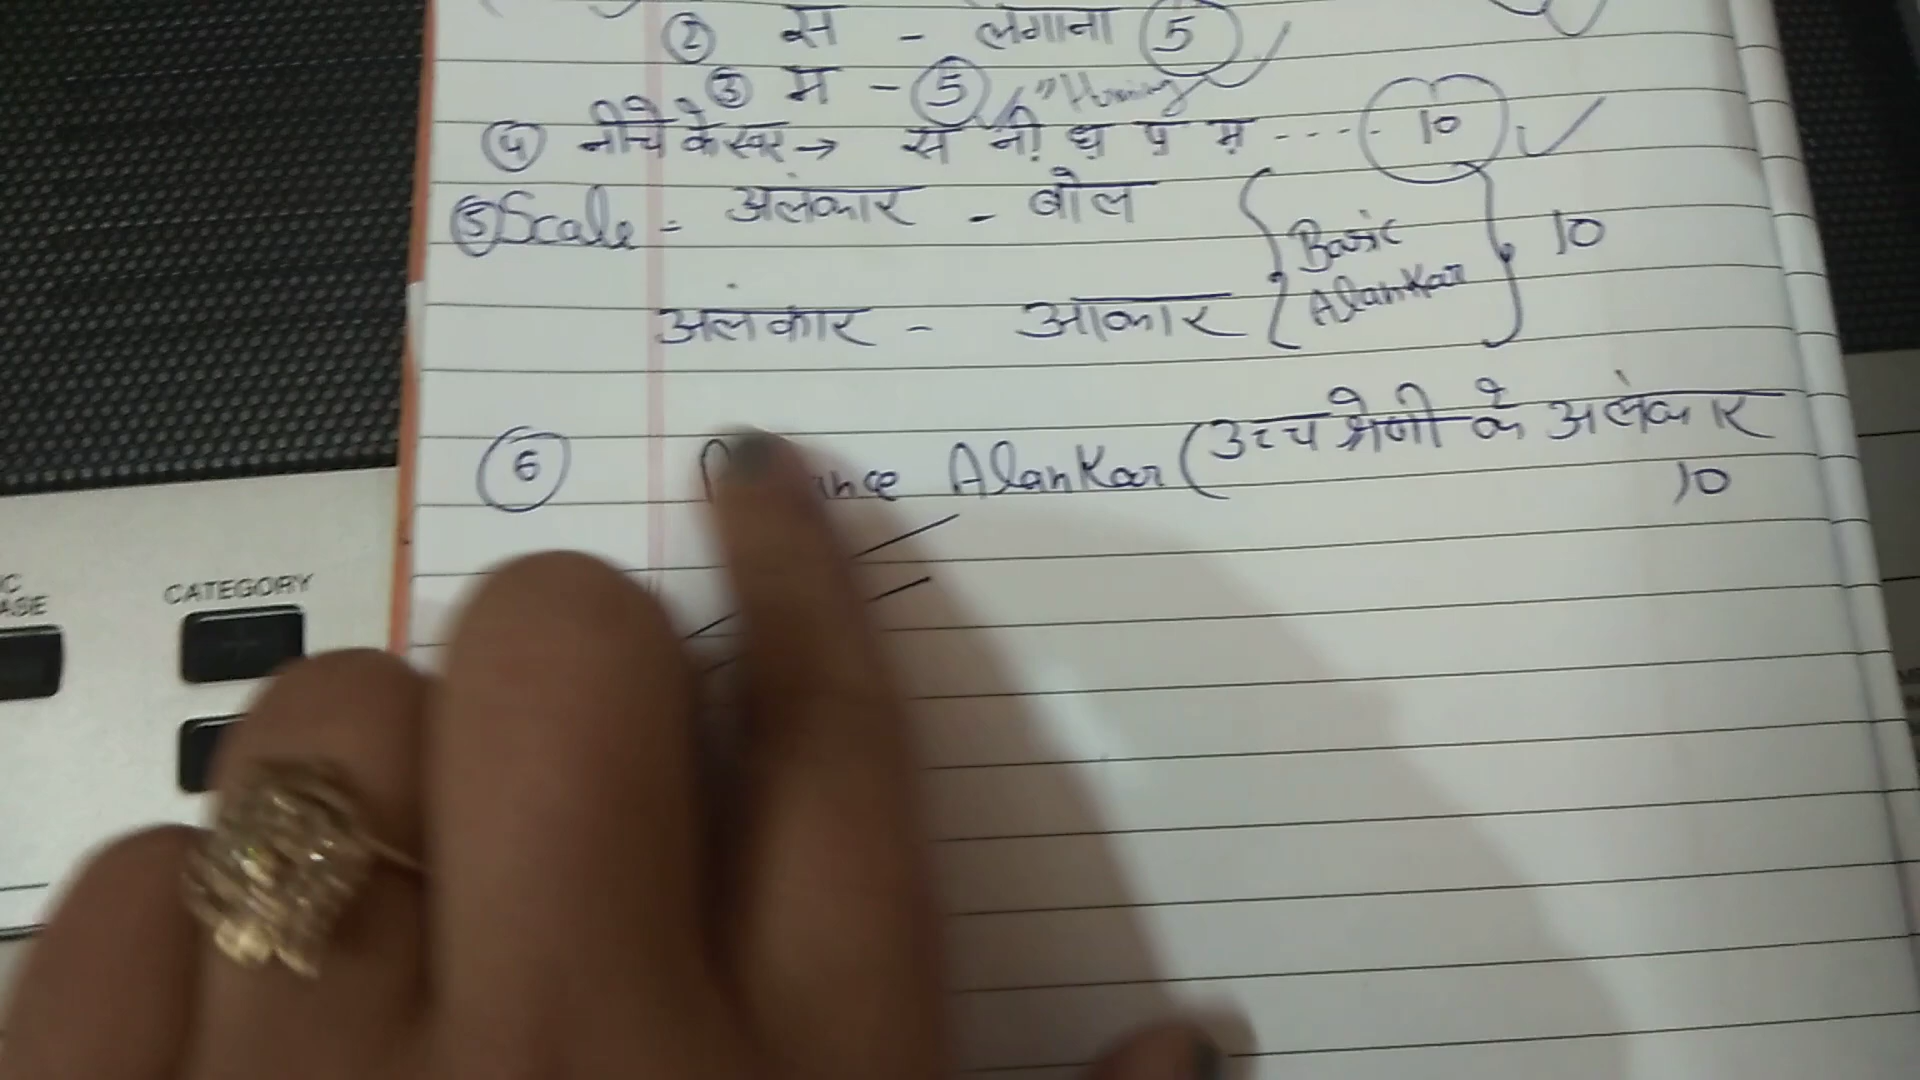 ② स - लगाना 5
③ म - 5 "Huming"
④ नीचे के स्वर → स नी़ ध़ प़ म़ ---- 10
⑤ Scale = अलंकार - बोल
अलंकार - आकार
Basic Alankar 10
⑥ Alankar (उच्च श्रेणी के अलंकार
10
CATEGORY